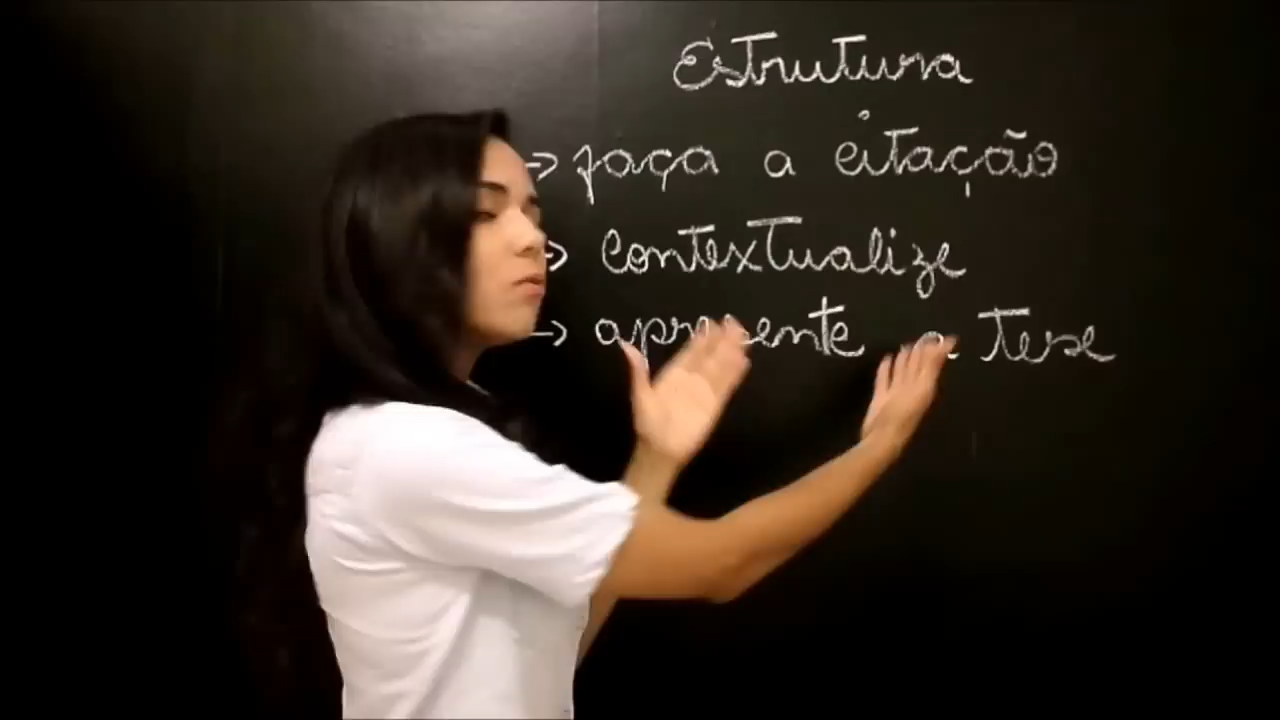 Estrutura
→ faça a citação
→ contextualize
→ apresente a tese